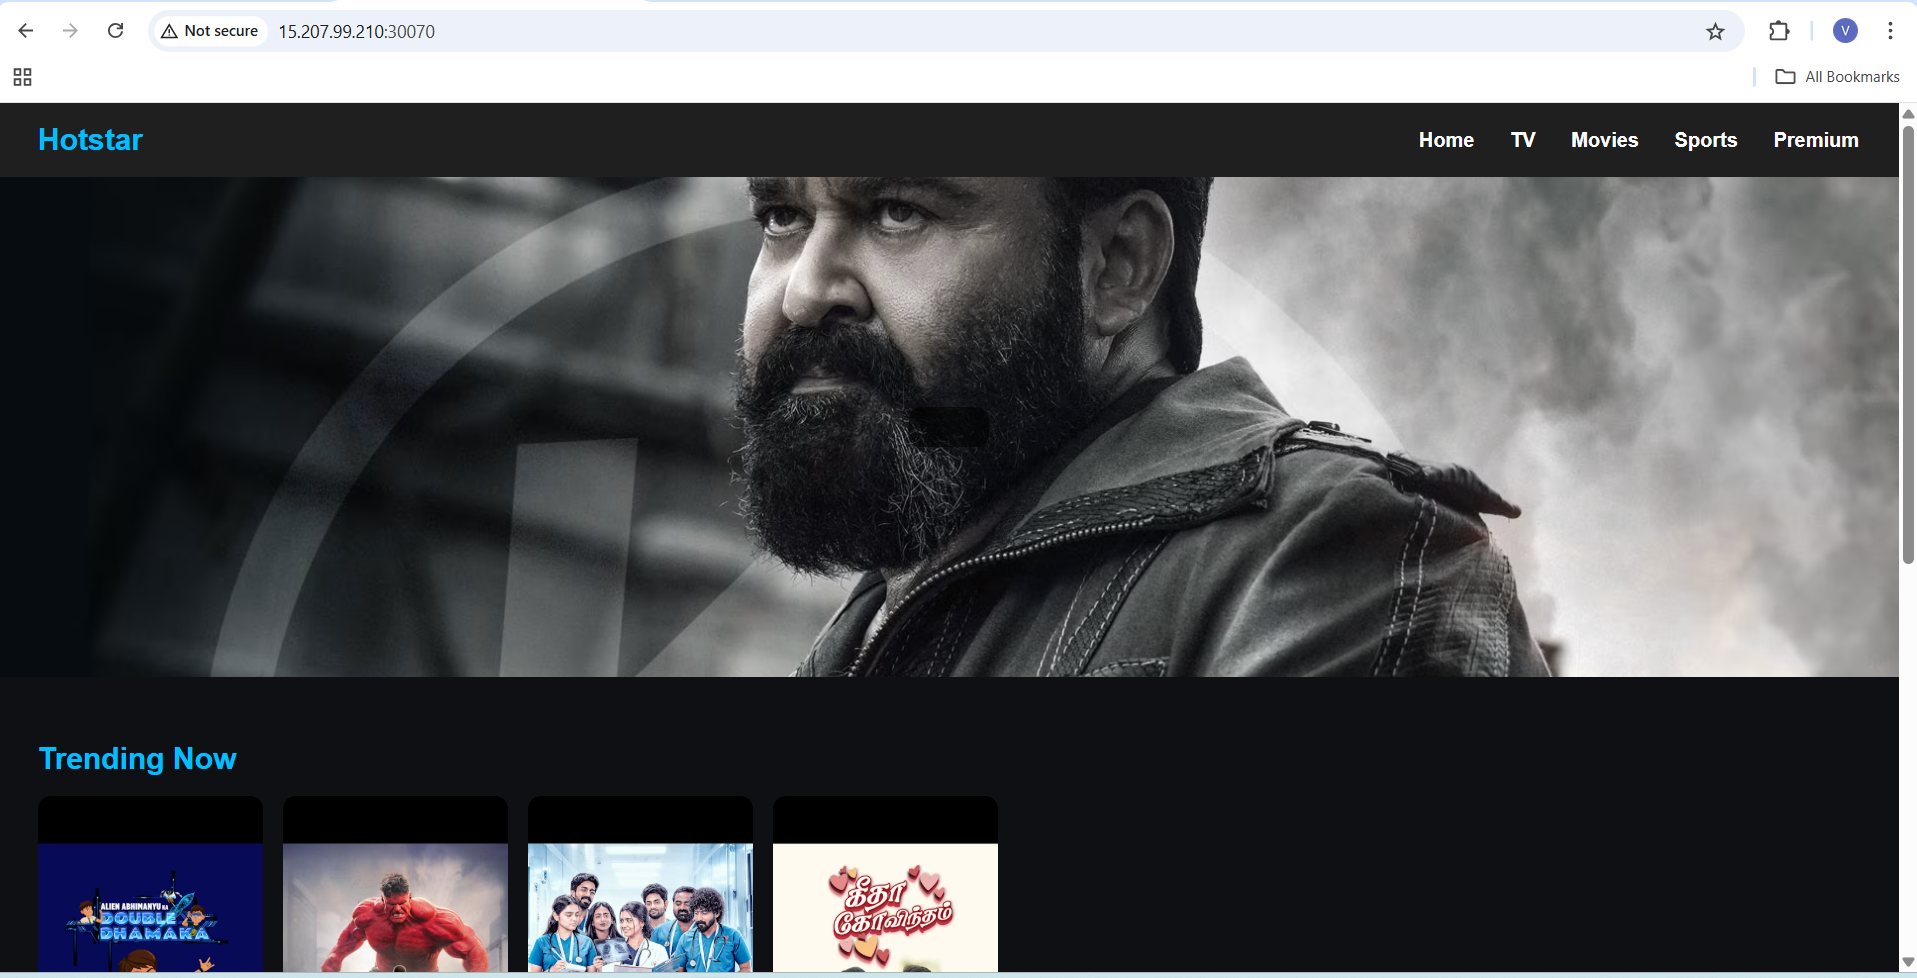 Not secure
15.207.99.210:30070
V
All Bookmarks
Hotstar
Home TV Movies Sports Premium
Trending Now
ALIEN ABHIMANYU KA
DOUBLE
DHAMAKA
கீதா
கோவிந்தம்